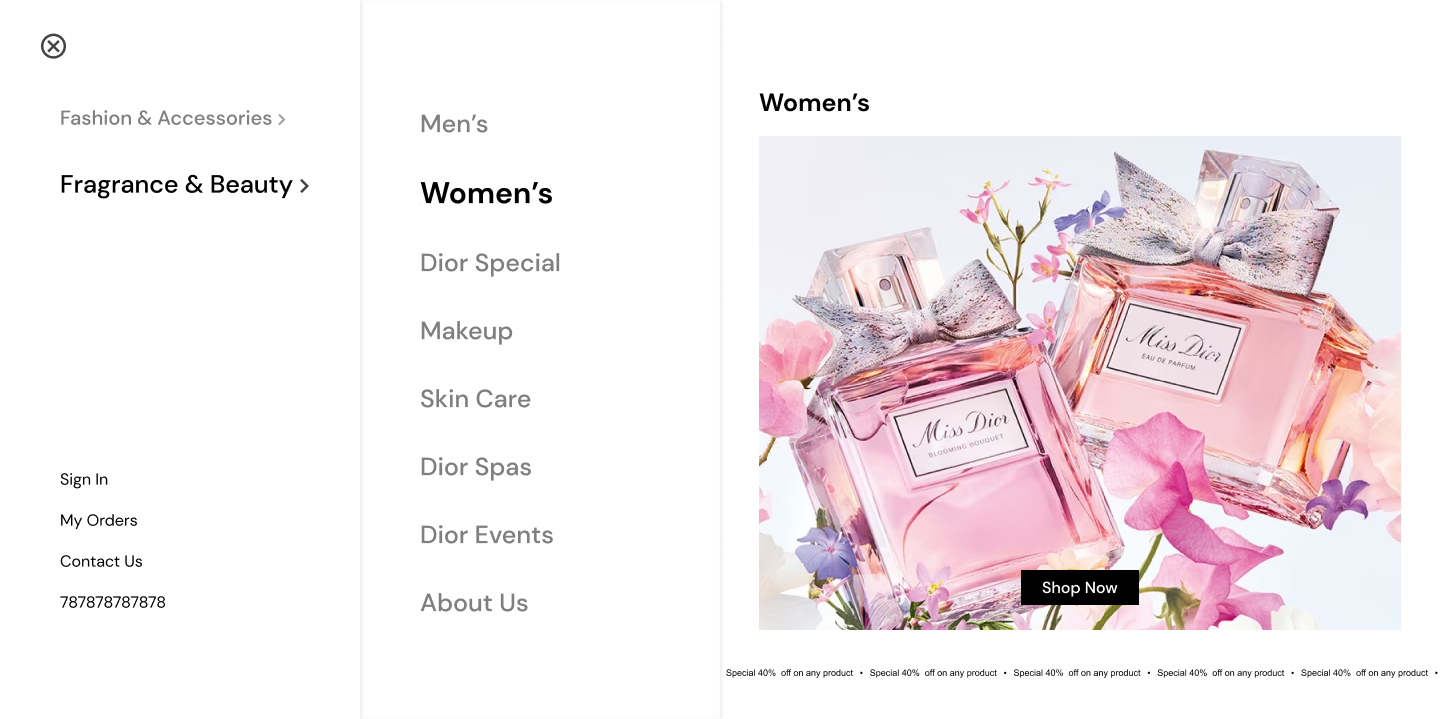 Fashion & Accessories
Fragrance & Beauty
Sign In
My Orders
Contact Us
787878787878
Men’s
Women’s
Dior Special
Makeup
Skin Care
Dior Spas
Dior Events
About Us
Women’s
Miss Dior
EAU DE PARFUM
Miss Dior
BLOOMING BOUQUET
Shop Now
Special 40% off on any product • Special 40% off on any product • Special 40% off on any product • Special 40% off on any product • Special 40% off on any product •